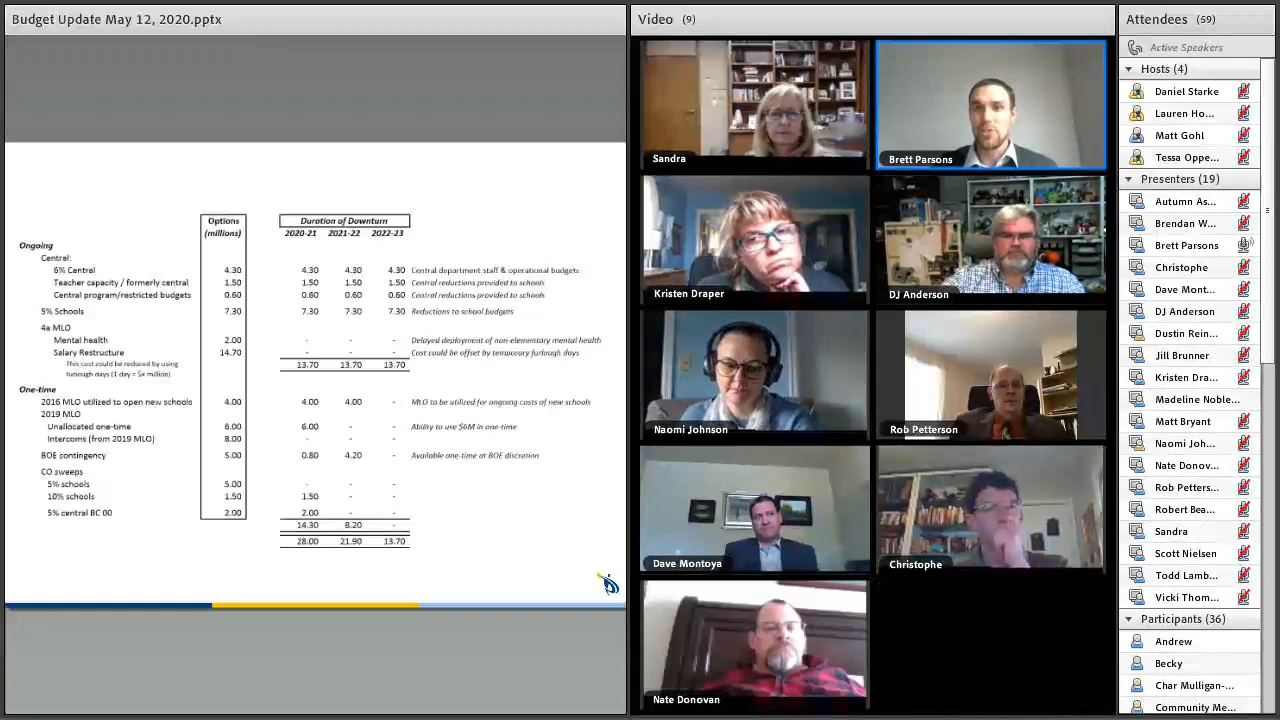 Budget Update May 12, 2020.pptx
Options
(millions)
Duration of Downturn
2020-21 2021-22 2022-23
Ongoing
Central:
6% Central 4.30 4.30 4.30 4.30 Central department staff & operational budgets
Teacher capacity / formerly central 1.50 1.50 1.50 1.50 Central reductions provided to schools
Central program/restricted budgets 0.60 0.60 0.60 0.60 Central reductions provided to schools
5% Schools 7.30 7.30 7.30 7.30 Reductions to school budgets
4a MLO
Mental health 2.00 - - - Delayed deployment of non-elementary mental health
Salary Restructure 14.70 - - - Cost could be offset by temporary furlough days
This cost could be reduced by using 13.70 13.70 13.70
furlough days (1 day = $x million)
One-time
2016 MLO utilized to open new schools 4.00 4.00 4.00 - MLO to be utilized for ongoing costs of new schools
2019 MLO
Unallocated one-time 6.00 6.00 - - Ability to use $6M in one-time
Intercoms (from 2019 MLO) 8.00 - - -
BOE contingency 5.00 0.80 4.20 - Available one-time at BOE discretion
CO sweeps
5% schools 5.00 - - -
10% schools 1.50 1.50 - -
5% central BC 00 2.00 2.00 - -
14.30 8.20 -
28.00 21.90 13.70
Video (9)
Sandra
Brett Parsons
Kristen Draper
DJ Anderson
Naomi Johnson
Rob Petterson
Dave Montoya
Christophe
Nate Donovan
Attendees (59)
Active Speakers
Hosts (4)
Daniel Starke
Lauren Ho...
Matt Gohl
Tessa Oppe...
Presenters (19)
Autumn As...
Brendan W...
Brett Parsons
Christophe
Dave Mont...
DJ Anderson
Dustin Rein...
Jill Brunner
Kristen Dra...
Madeline Noble...
Matt Bryant
Naomi Joh...
Nate Donov...
Rob Petters...
Robert Bea...
Sandra
Scott Nielsen
Todd Lamb...
Vicki Thom...
Participants (36)
Andrew
Becky
Char Mulligan-...
Community Me...